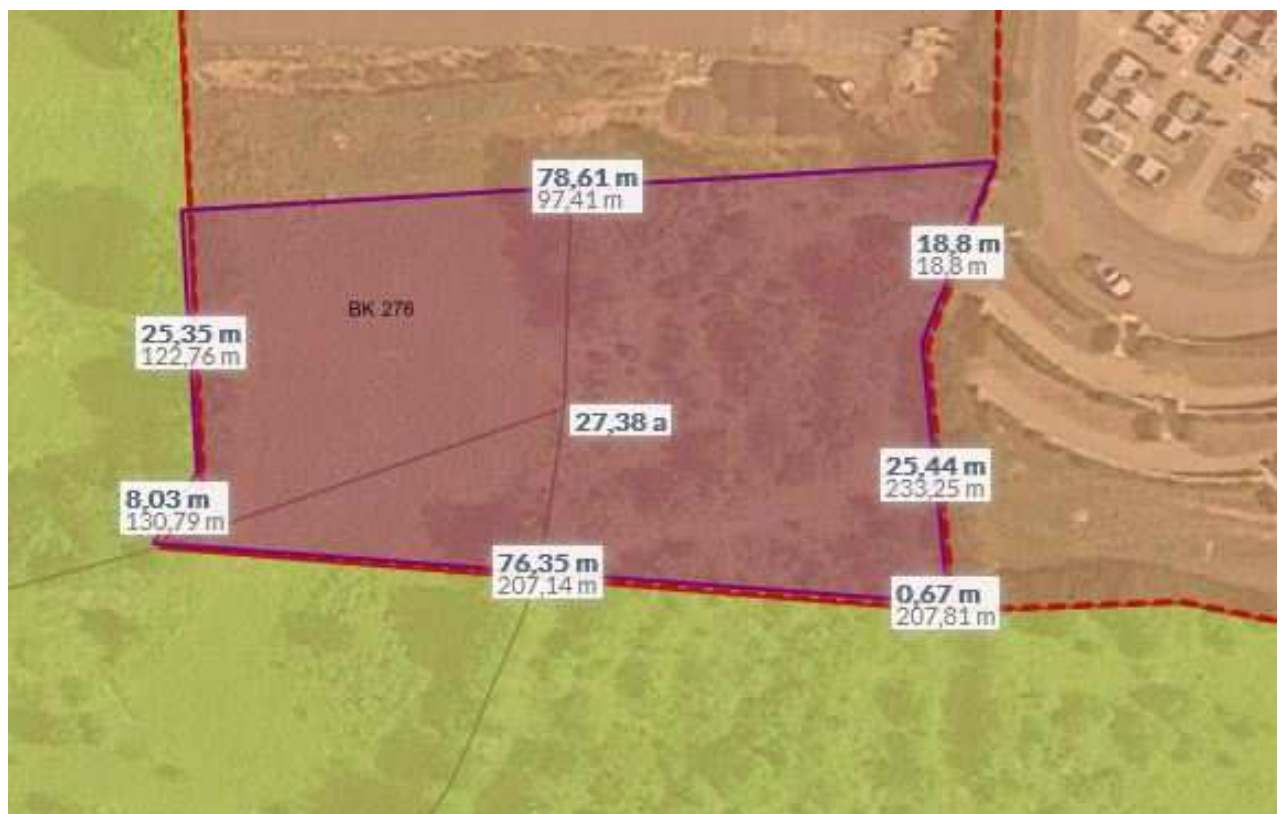 78,61 m
97,41 m
18,8 m
18,8 m
BK 276
25,35 m
122,76 m
27,38 a
25,44 m
233,25 m
8,03 m
130,79 m
76,35 m
207,14 m
0,67 m
207,81 m